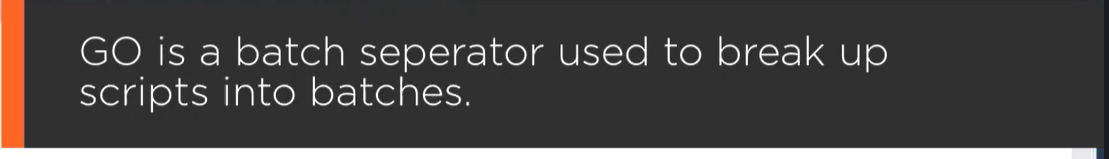 GO is a batch seperator used to break up
scripts into batches.